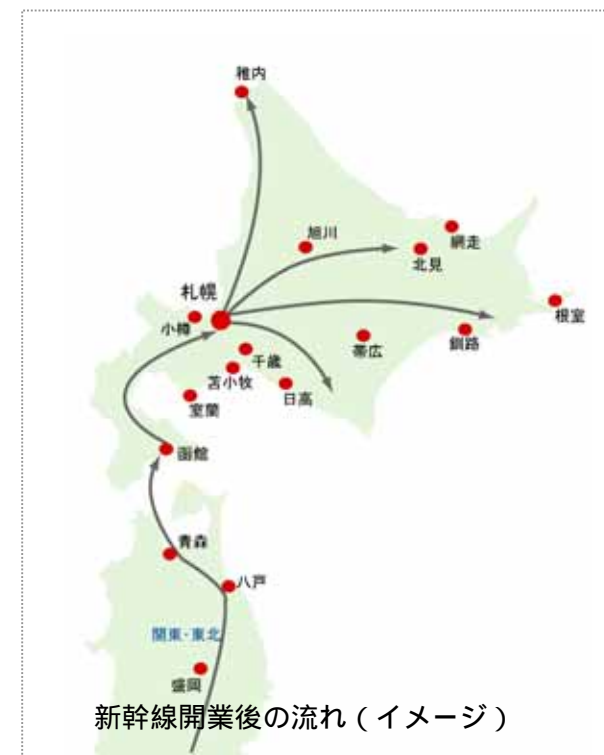 稚内
旭川
網走
北見
札幌
小樽
根室
釧路
帯広
千歳
苫小牧
日高
室蘭
函館
青森
八戸
関東・東北
盛岡
新幹線開業後の流れ（イメージ）